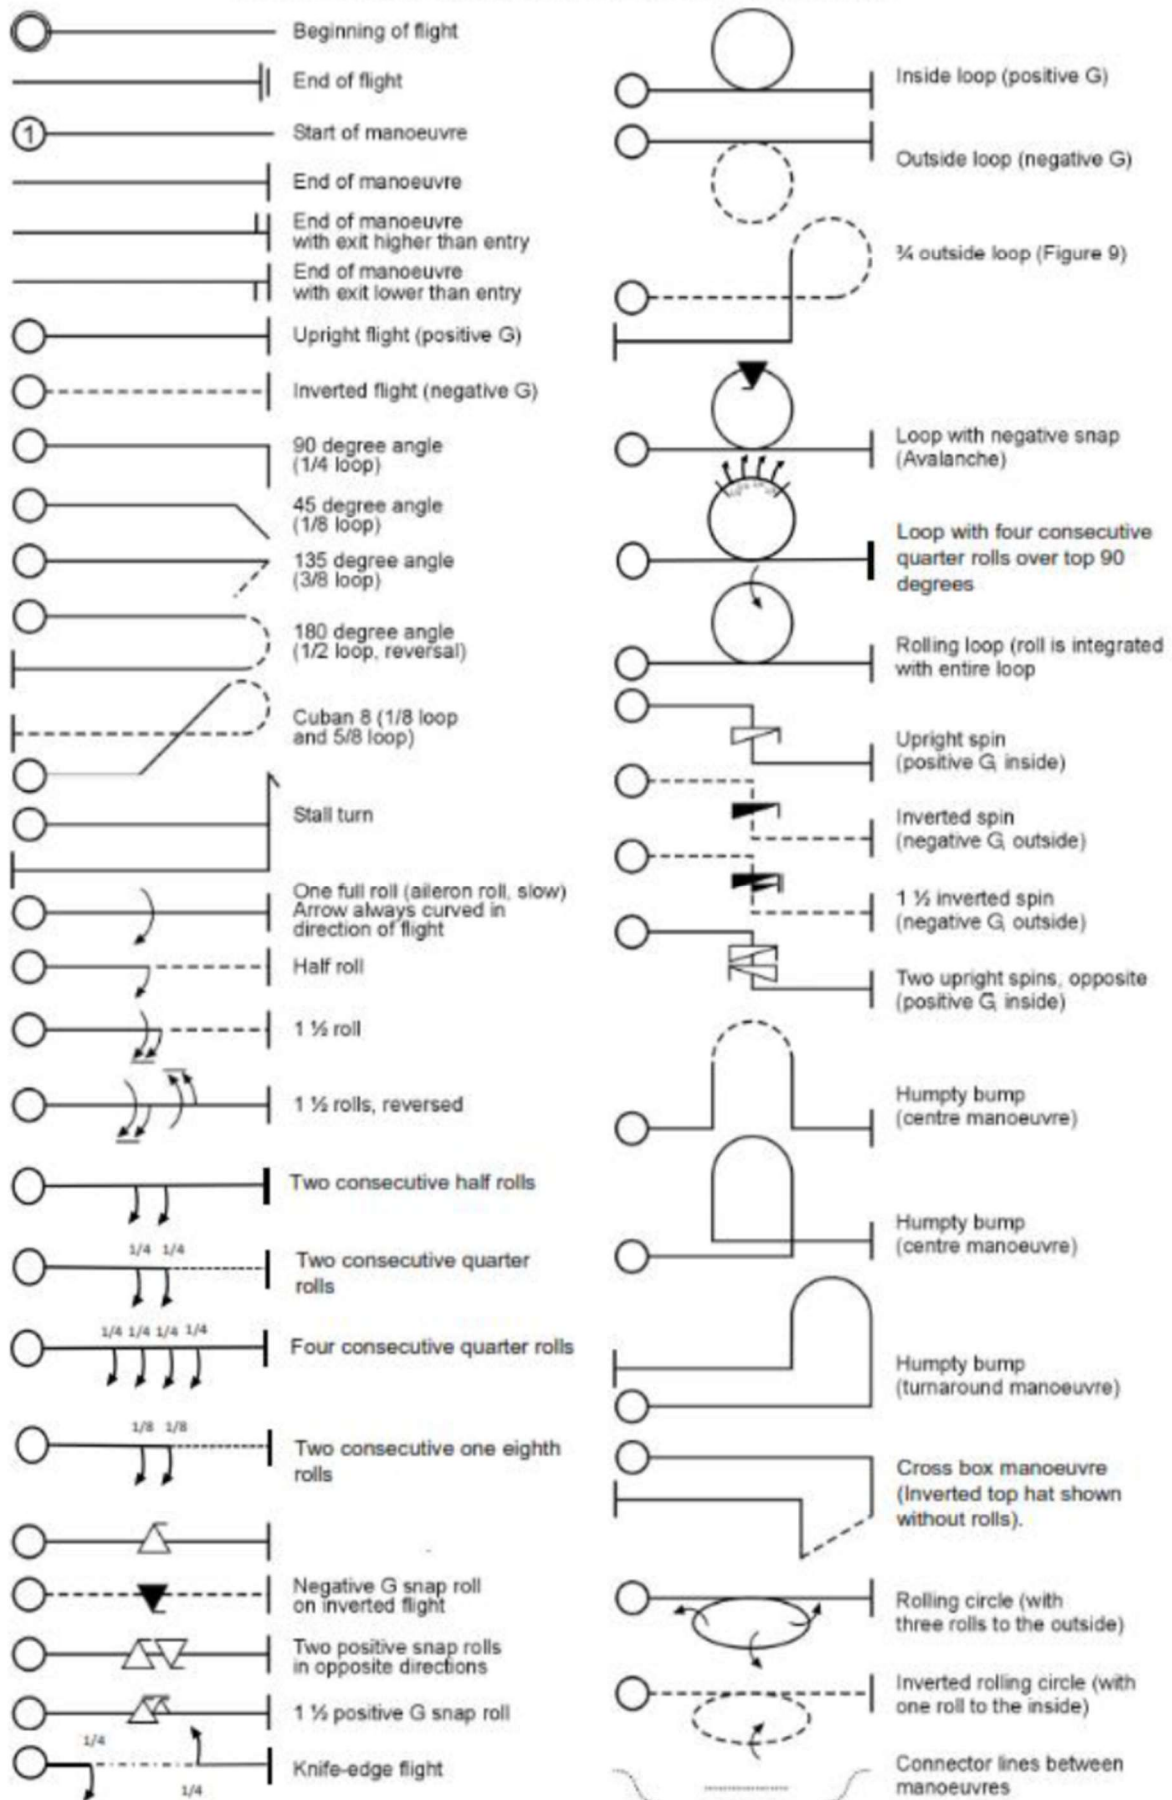 Beginning of flight
End of flight
1
Start of manoeuvre
End of manoeuvre
End of manoeuvre
with exit higher than entry
End of manoeuvre
with exit lower than entry
Upright flight (positive G)
Inverted flight (negative G)
90 degree angle
(1/4 loop)
45 degree angle
(1/8 loop)
135 degree angle
(3/8 loop)
180 degree angle
(1/2 loop, reversal)
Cuban 8 (1/8 loop
and 5/8 loop)
Stall turn
One full roll (aileron roll, slow)
Arrow always curved in
direction of flight
Half roll
1 ½ roll
1 ½ rolls, reversed
Two consecutive half rolls
1/4 1/4
Two consecutive quarter
rolls
1/4 1/4 1/4 1/4
Four consecutive quarter rolls
1/8 1/8
Two consecutive one eighth
rolls
Negative G snap roll
on inverted flight
Two positive snap rolls
in opposite directions
1 ½ positive G snap roll
1/4
Knife-edge flight
1/4
Inside loop (positive G)
Outside loop (negative G)
¾ outside loop (Figure 9)
Loop with negative snap
(Avalanche)
Loop with four consecutive
quarter rolls over top 90
degrees
Rolling loop (roll is integrated
with entire loop
Upright spin
(positive G, inside)
Inverted spin
(negative G, outside)
1 ½ inverted spin
(negative G, outside)
Two upright spins, opposite
(positive G, inside)
Humpty bump
(centre manoeuvre)
Humpty bump
(centre manoeuvre)
Humpty bump
(turnaround manoeuvre)
Cross box manoeuvre
(Inverted top hat shown
without rolls).
Rolling circle (with
three rolls to the outside)
Inverted rolling circle (with
one roll to the inside)
Connector lines between
manoeuvres